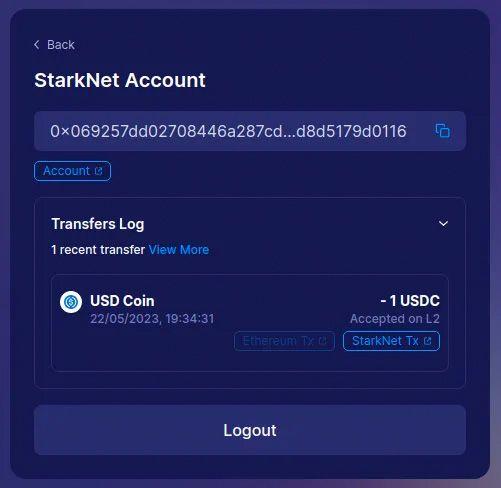 Back
StarkNet Account
0x069257dd02708446a287cd...d8d5179d0116
Account
Transfers Log
1 recent transfer View More
USD Coin - 1 USDC
22/05/2023, 19:34:31 Accepted on L2
Ethereum Tx StarkNet Tx
Logout